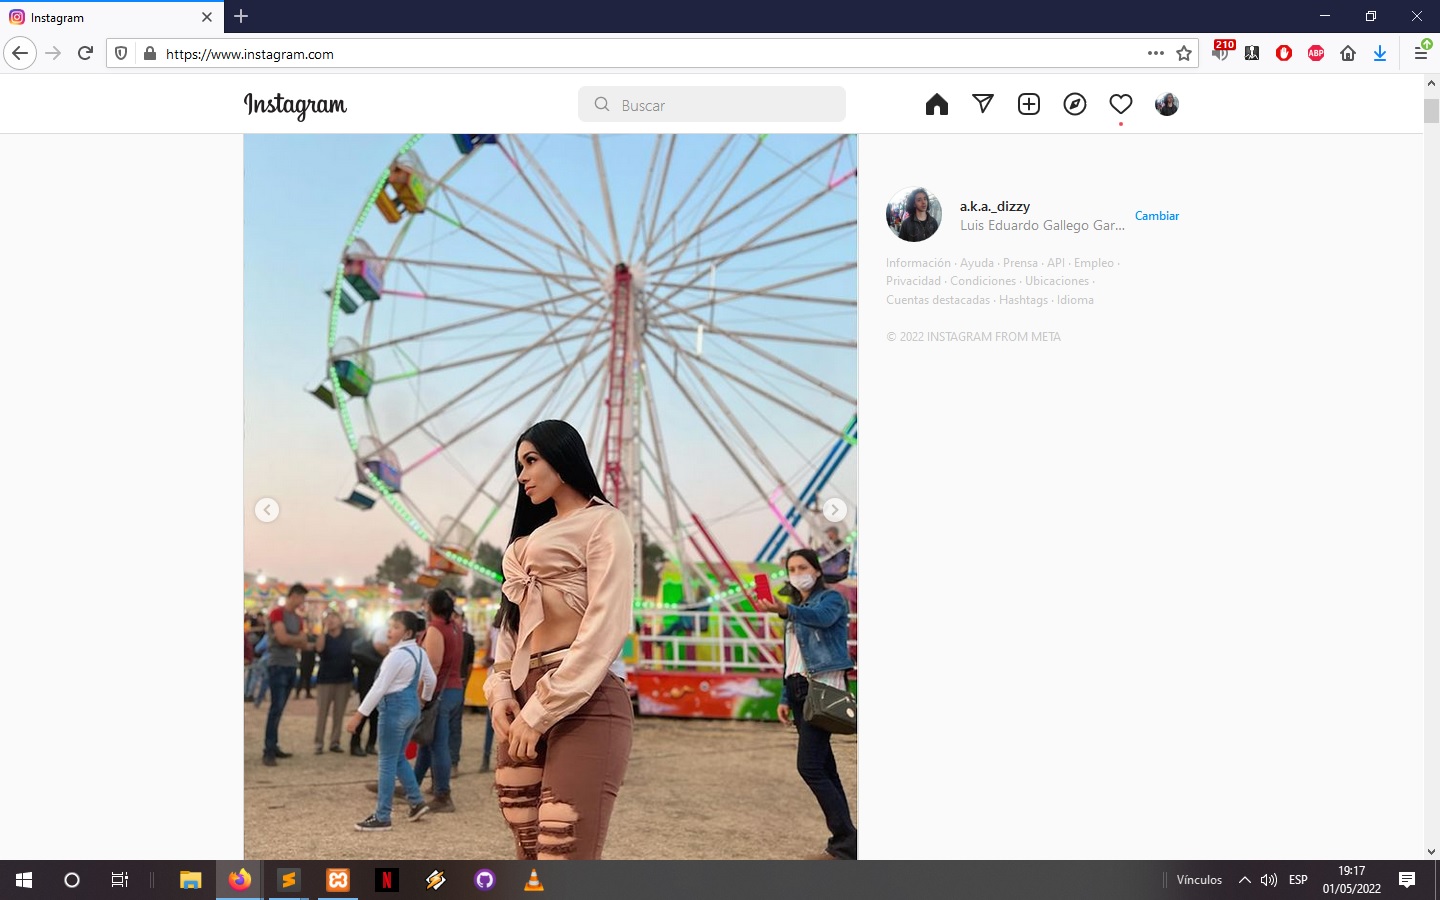 Instagram
https://www.instagram.com
210
ABP
Instagram
Buscar
a.k.a._dizzy
Luis Eduardo Gallego Gar...
Cambiar
Información · Ayuda · Prensa · API · Empleo ·
Privacidad · Condiciones · Ubicaciones ·
Cuentas destacadas · Hashtags · Idioma
© 2022 INSTAGRAM FROM META
Vínculos
ESP
19:17
01/05/2022